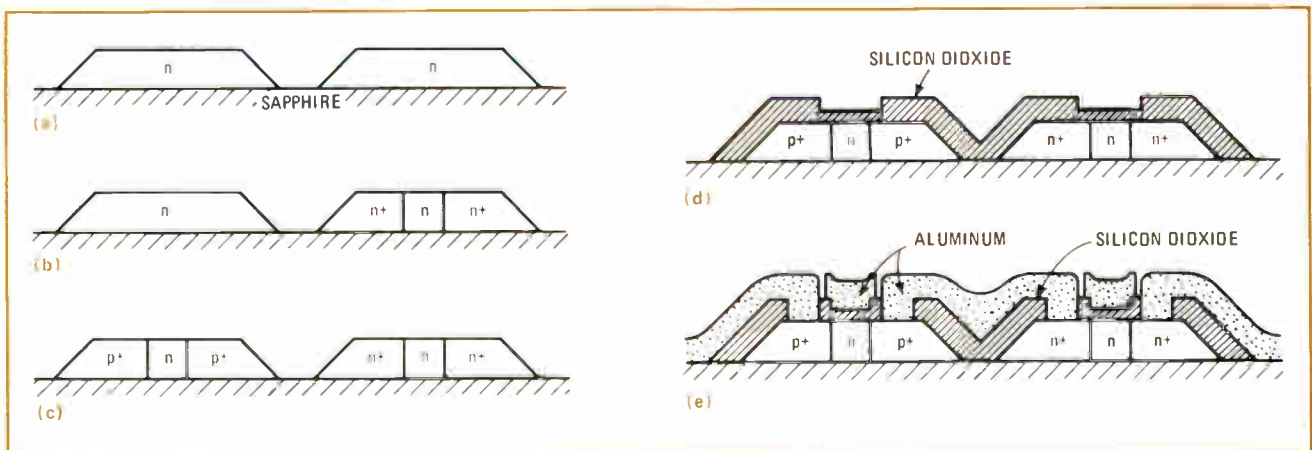 n n
SAPPHIRE
(a)
n n+ n n+
(b)
p+ n p+ n+ n n+
(c)
SILICON DIOXIDE
p+ n p+ n+ n n+
(d)
ALUMINUM SILICON DIOXIDE
p+ n p+ n+ n n+
(e)